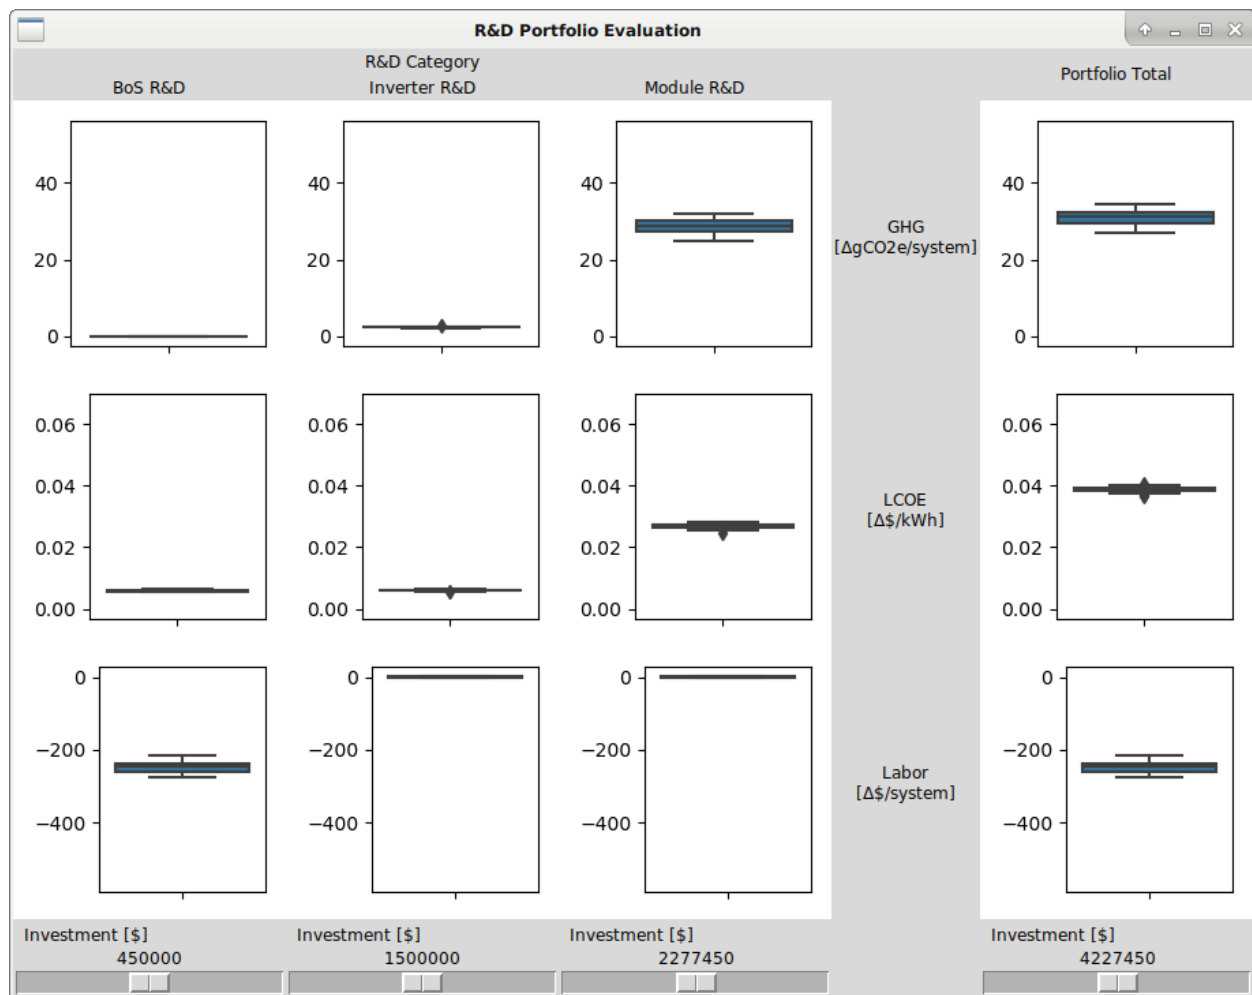 R&D Portfolio Evaluation
R&D Category
Portfolio Total
BoS R&D
Inverter R&D
Module R&D
40
20
0
40
20
0
40
20
0
GHG
[ΔgCO2e/system]
40
20
0
0.06
0.04
0.02
0.00
0.06
0.04
0.02
0.00
0.06
0.04
0.02
0.00
LCOE
[Δ$/kWh]
0.06
0.04
0.02
0.00
0
−200
−400
0
−200
−400
0
−200
−400
Labor
[Δ$/system]
0
−200
−400
Investment [$]
450000
Investment [$]
1500000
Investment [$]
2277450
Investment [$]
4227450